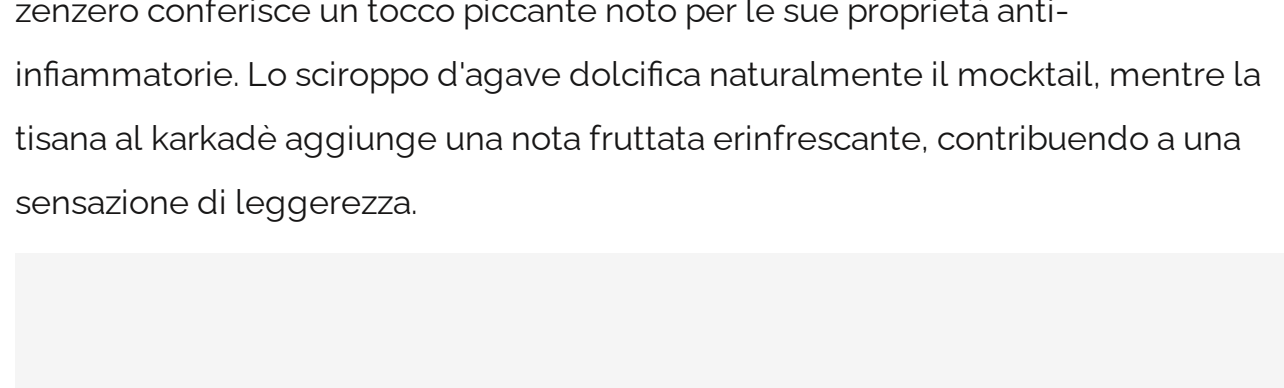 zenzero conferisce un tocco piccante noto per le sue proprietà anti-
infiammatorie. Lo sciroppo d'agave dolcifica naturalmente il mocktail, mentre la
tisana al karkadè aggiunge una nota fruttata erinfrescante, contribuendo a una
sensazione di leggerezza.